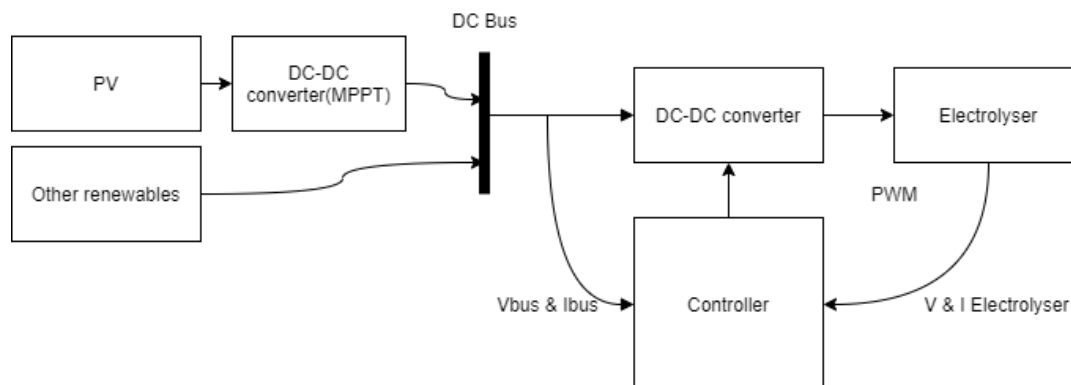 DC Bus
PV
DC-DC
converter(MPPT)
DC-DC converter
Electrolyser
Other renewables
PWM
Vbus & Ibus
Controller
V & I Electrolyser